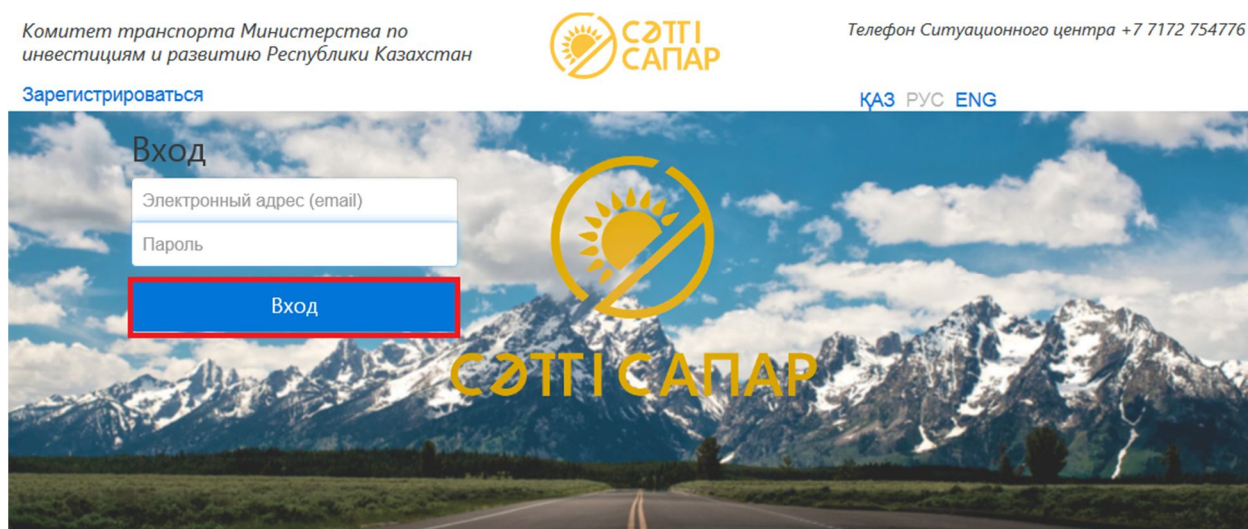 Комитет транспорта Министерства по
инвестициям и развитию Республики Казахстан
СӘТТІ
САПАР
Телефон Ситуационного центра +7 7172 754776
Зарегистрироваться
ҚАЗ РУС ENG
Вход
Электронный адрес (email)
Пароль
Вход
СӘТТІ САПАР